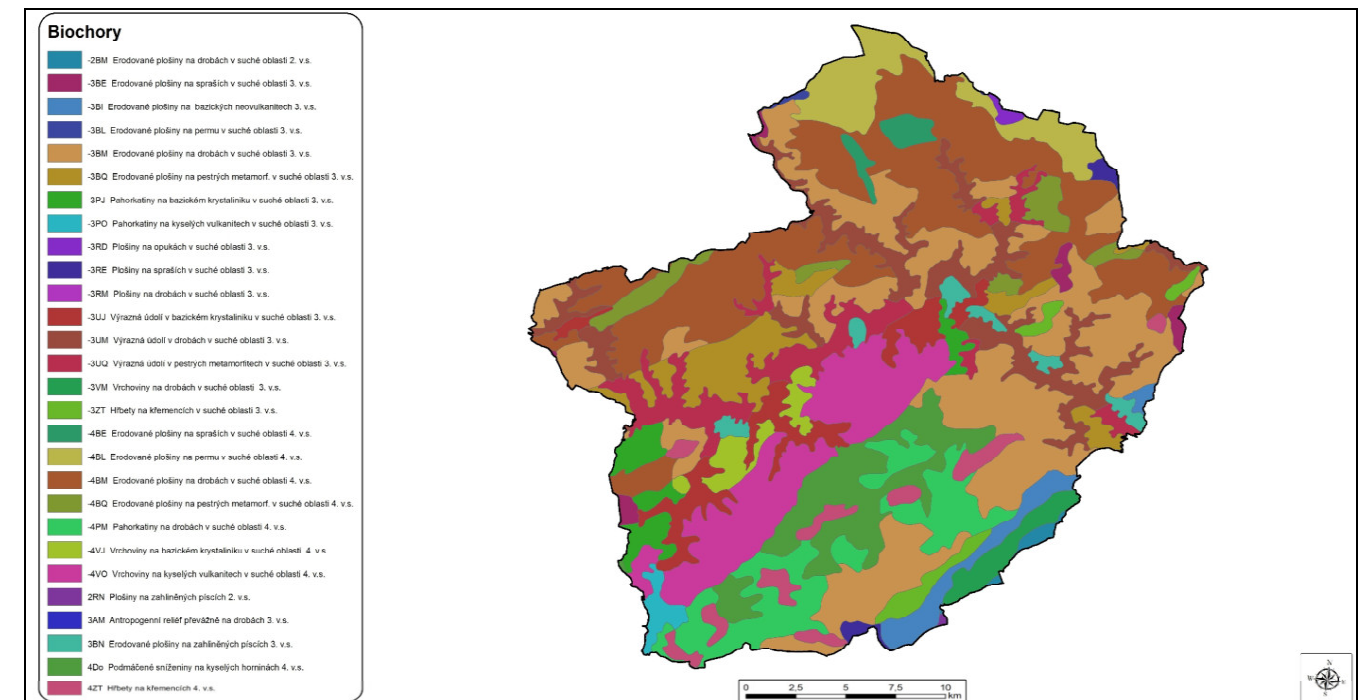 Biochory
-2BM Erodované plošiny na drobách v suché oblasti 2. v.s.
-3BE Erodované plošiny na spraších v suché oblasti 3. v.s.
-3BI Erodované plošiny na bazických neovulkanitech 3. v.s.
-3BL Erodované plošiny na permu v suché oblasti 3. v.s.
-3BM Erodované plošiny na drobách v suché oblasti 3. v.s.
-3BQ Erodované plošiny na pestrých metamorf. v suché oblasti 3. v.s.
-3PJ Pahorkatiny na bazickém krystaliniku v suché oblasti 3. v.s.
-3PO Pahorkatiny na kyselých vulkanitech v suché oblasti 3. v.s.
-3RD Plošiny na opukách v suché oblasti 3. v.s.
-3RE Plošiny na spraších v suché oblasti 3. v.s.
-3RM Plošiny na drobách v suché oblasti 3. v.s.
-3UJ Výrazná údolí v bazickém krystaliniku v suché oblasti 3. v.s.
-3UM Výrazná údolí v drobách v suché oblasti 3. v.s.
-3UQ Výrazná údolí v pestrých metamorfitech v suché oblasti 3. v.s.
-3VM Vrchoviny na drobách v suché oblasti 3. v.s.
-3ZT Hřbety na křemencích v suché oblasti 3. v.s.
-4BE Erodované plošiny na spraších v suché oblasti 4. v.s.
-4BL Erodované plošiny na permu v suché oblasti 4. v.s.
-4BM Erodované plošiny na drobách v suché oblasti 4. v.s.
-4BQ Erodované plošiny na pestrých metamorf. v suché oblasti 4. v.s.
-4PM Pahorkatiny na drobách v suché oblasti 4. v.s.
-4VJ Vrchoviny na bazickém krystaliniku v suché oblasti 4. v.s.
-4VO Vrchoviny na kyselých vulkanitech v suché oblasti 4. v.s.
2RN Plošiny na zahliněných píscích 2. v.s.
3AM Antropogenní reliéf převážně na drobách 3. v.s.
3BN Erodované plošiny na zahliněných píscích 3. v.s.
4Do Podmáčené sníženiny na kyselých horninách 4. v.s.
4ZT Hřbety na křemencích 4. v.s.
0 2,5 5 7,5 10
km
N
W E
S